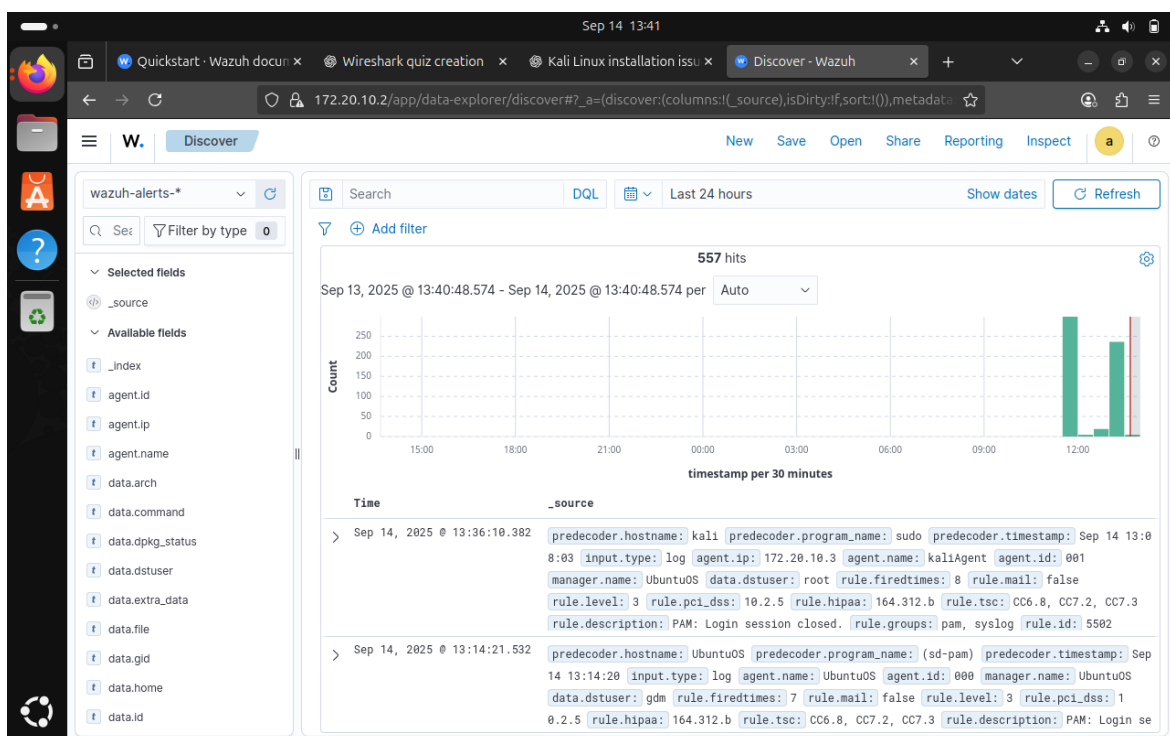 Sep 14 13:41
Quickstart · Wazuh docun
Wireshark quiz creation
Kali Linux installation issu
Discover - Wazuh
172.20.10.2/app/data-explorer/discover#?_a=(discover:(columns:!(_source),isDirty:!f,sort:!()),metadata
W.
Discover
New Save Open Share Reporting Inspect a
wazuh-alerts-*
Search DQL Last 24 hours Show dates Refresh
Sea Filter by type 0
Add filter
Selected fields
_source
Available fields
_index
agent.id
agent.ip
agent.name
data.arch
data.command
data.dpkg_status
data.dstuser
data.extra_data
data.file
data.gid
data.home
data.id
557 hits
Sep 13, 2025 @ 13:40:48.574 - Sep 14, 2025 @ 13:40:48.574 per Auto
Count
250
200
150
100
50
0
15:00 18:00 21:00 00:00 03:00 06:00 09:00 12:00
timestamp per 30 minutes
Time _source
Sep 14, 2025 @ 13:36:10.382
predecoder.hostname: kali predecoder.program_name: sudo predecoder.timestamp: Sep 14 13:0
8:03 input.type: log agent.ip: 172.20.10.3 agent.name: kaliAgent agent.id: 001
manager.name: UbuntuOS data.dstuser: root rule.firedtimes: 8 rule.mail: false
rule.level: 3 rule.pci_dss: 10.2.5 rule.hipaa: 164.312.b rule.tsc: CC6.8, CC7.2, CC7.3
rule.description: PAM: Login session closed. rule.groups: pam, syslog rule.id: 5502
Sep 14, 2025 @ 13:14:21.532
predecoder.hostname: UbuntuOS predecoder.program_name: (sd-pam) predecoder.timestamp: Sep
14 13:14:20 input.type: log agent.name: UbuntuOS agent.id: 000 manager.name: UbuntuOS
data.dstuser: gdm rule.firedtimes: 7 rule.mail: false rule.level: 3 rule.pci_dss: 1
0.2.5 rule.hipaa: 164.312.b rule.tsc: CC6.8, CC7.2, CC7.3 rule.description: PAM: Login se